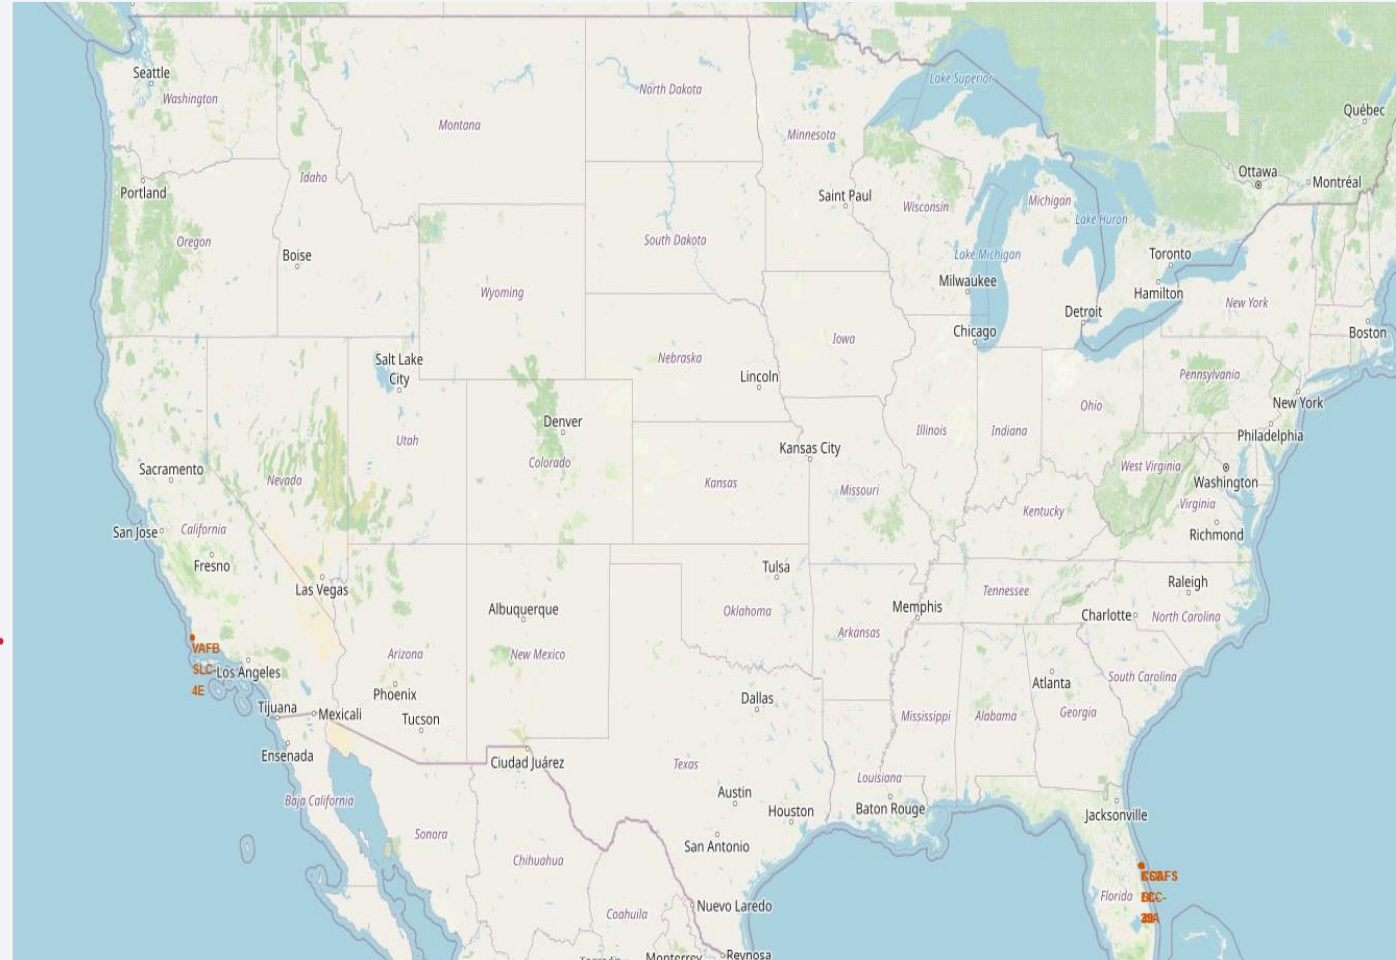 Québec
Seattle
Washington
North Dakota
Lake Superior
Montana
Minnesota
Ottawa
Montréal
Idaho
Portland
Saint Paul
Wisconsin
Michigan
Lake Huron
Oregon
South Dakota
Boise
Lake Michigan
Toronto
Milwaukee
Wyoming
Hamilton
New York
Detroit
Chicago
Boston
Iowa
Salt Lake
City
Nebraska
Lincoln
Pennsylvania
New York
Ohio
Denver
Utah
Illinois
Indiana
Philadelphia
Kansas City
Colorado
West Virginia
Sacramento
Nevada
Kansas
Missouri
Washington
Virginia
Kentucky
San Jose
California
Richmond
Fresno
Tulsa
Las Vegas
Raleigh
Tennessee
Albuquerque
Oklahoma
Memphis
Charlotte
North Carolina
Arkansas
VAFB
SLC-
4E
Los Angeles
Arizona
New Mexico
Phoenix
Dallas
Atlanta
South Carolina
Tijuana
Mexicali
Tucson
Mississippi
Alabama
Georgia
Ensenada
Ciudad Juárez
Texas
Louisiana
Baja California
Austin
Houston
Baton Rouge
Jacksonville
Sonora
San Antonio
Chihuahua
Florida
Coahuila
Nuevo Laredo
Monterrey
Reynosa